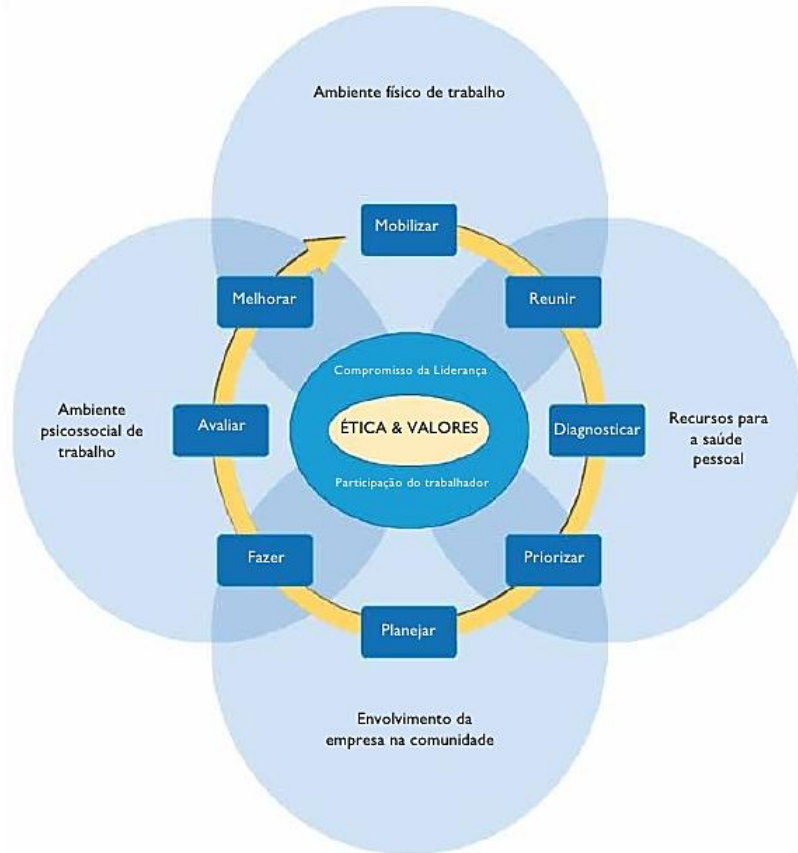 Ambiente físico de trabalho
Mobilizar
Melhorar
Reunir
Compromisso da Liderança
Ambiente
psicossocial de
trabalho
Avaliar
ÉTICA & VALORES
Diagnosticar
Recursos para
a saúde
pessoal
Participação do trabalhador
Fazer
Priorizar
Planejar
Envolvimento da
empresa na comunidade